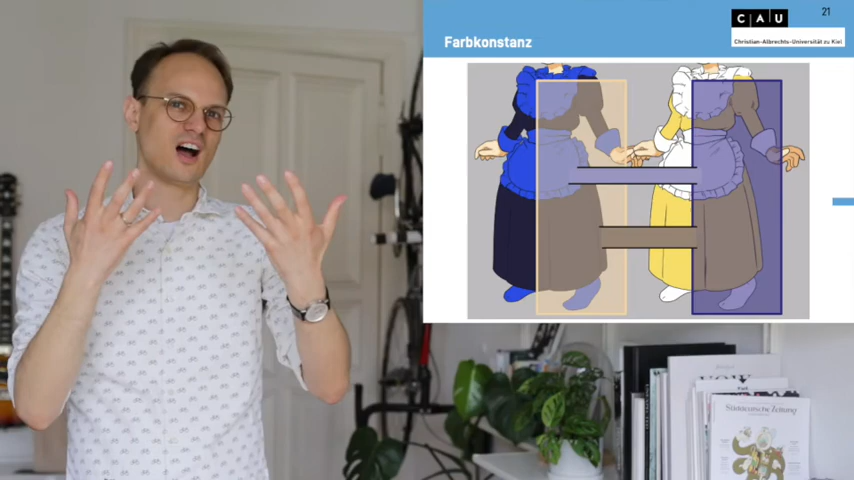 21
CAU
Farbkonstanz
Christian-Albrechts-Universität zu Kiel
Süddeutsche Zeitung